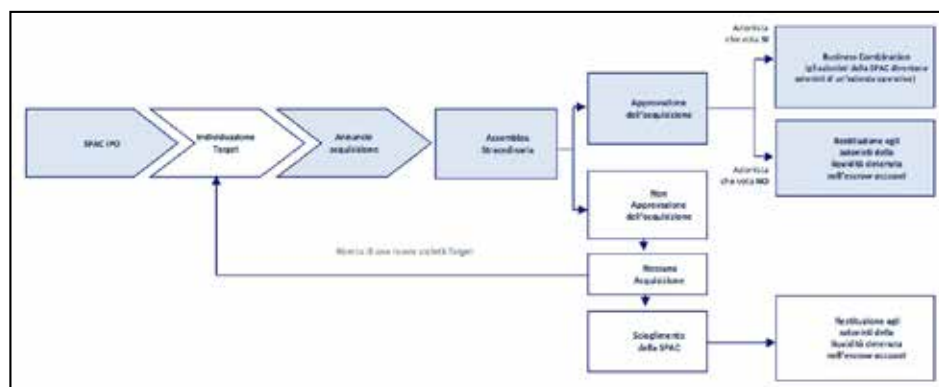 SPAC IPO
Individuazione
Target
Annuncio
acquisizione
Assemblea
Straordinaria
Approvazione
dell'acquisizione
Azionista
che vota SI
Business Combination
(gli azionisti della SPAC diventano
azionisti di un'azienda operativa)
Azionista
che vota NO
Restituzione agli
azionisti della
liquidità detenuta
nell'escrow account
Non
Approvazione
dell'acquisizione
Ricerca di una nuova società Target
Nessuna
Acquisizione
Scioglimento
della SPAC
Restituzione agli
azionisti della
liquidità detenuta
nell'escrow account